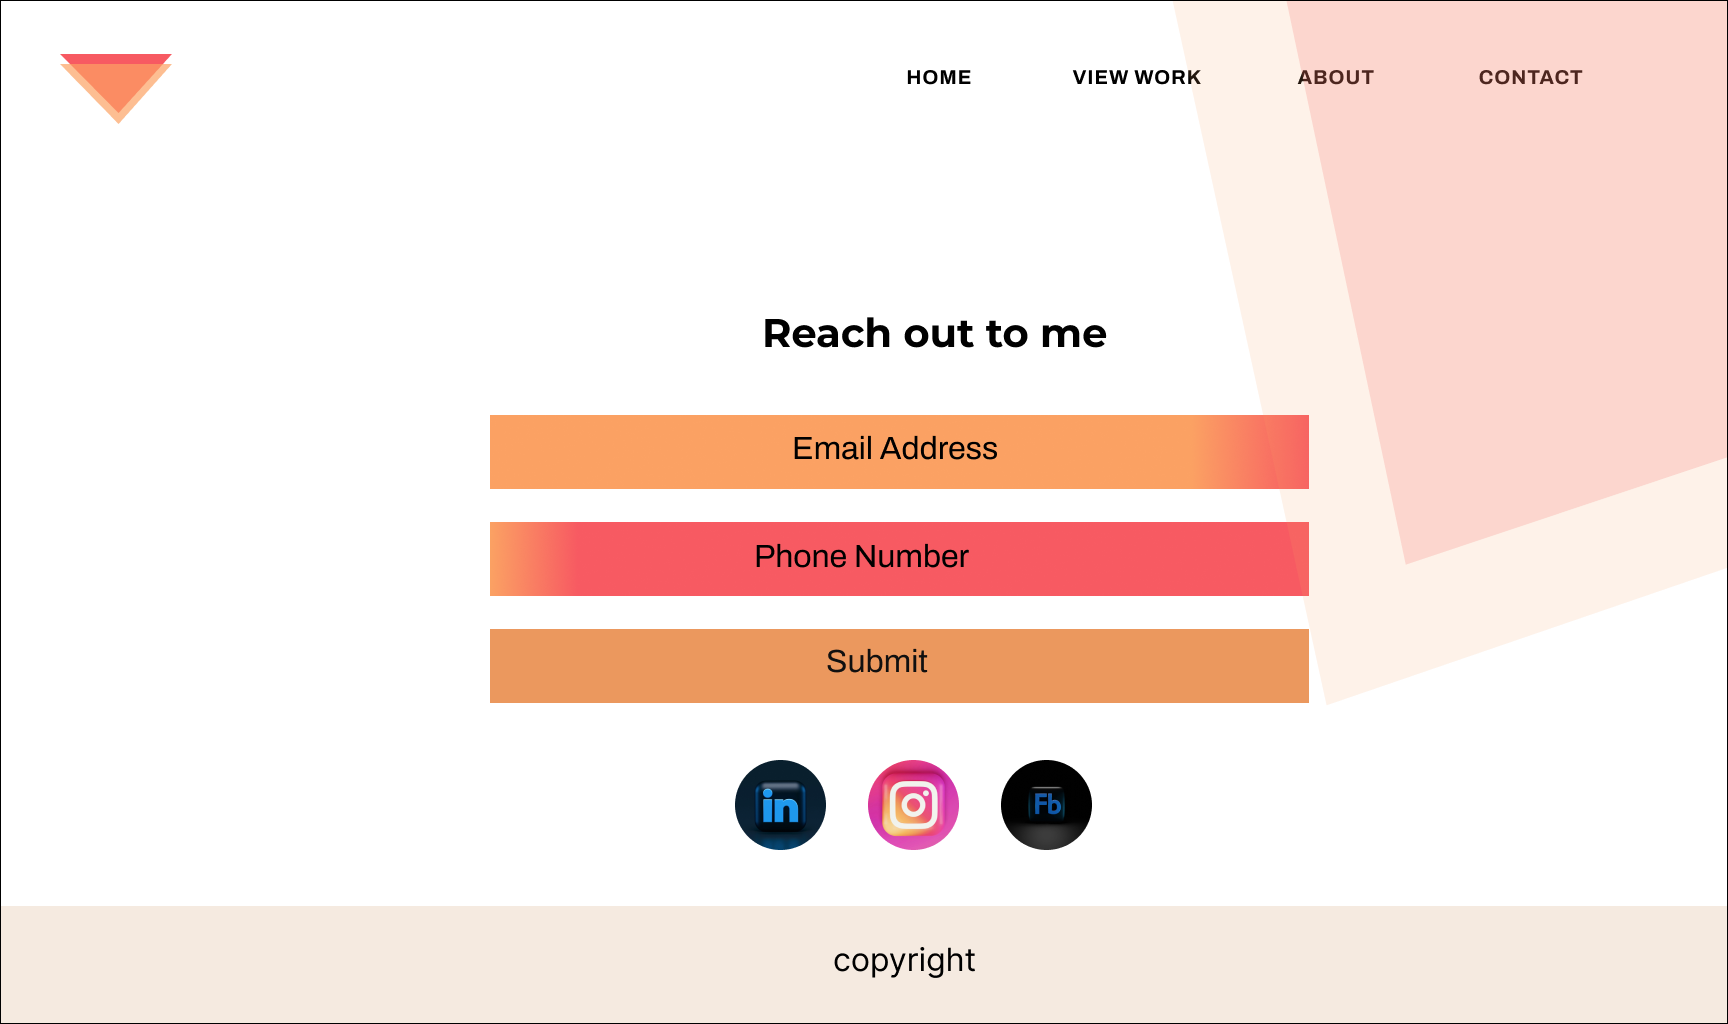 HOME VIEW WORK ABOUT CONTACT
Reach out to me
Email Address
Phone Number
Submit
in Fb
copyright